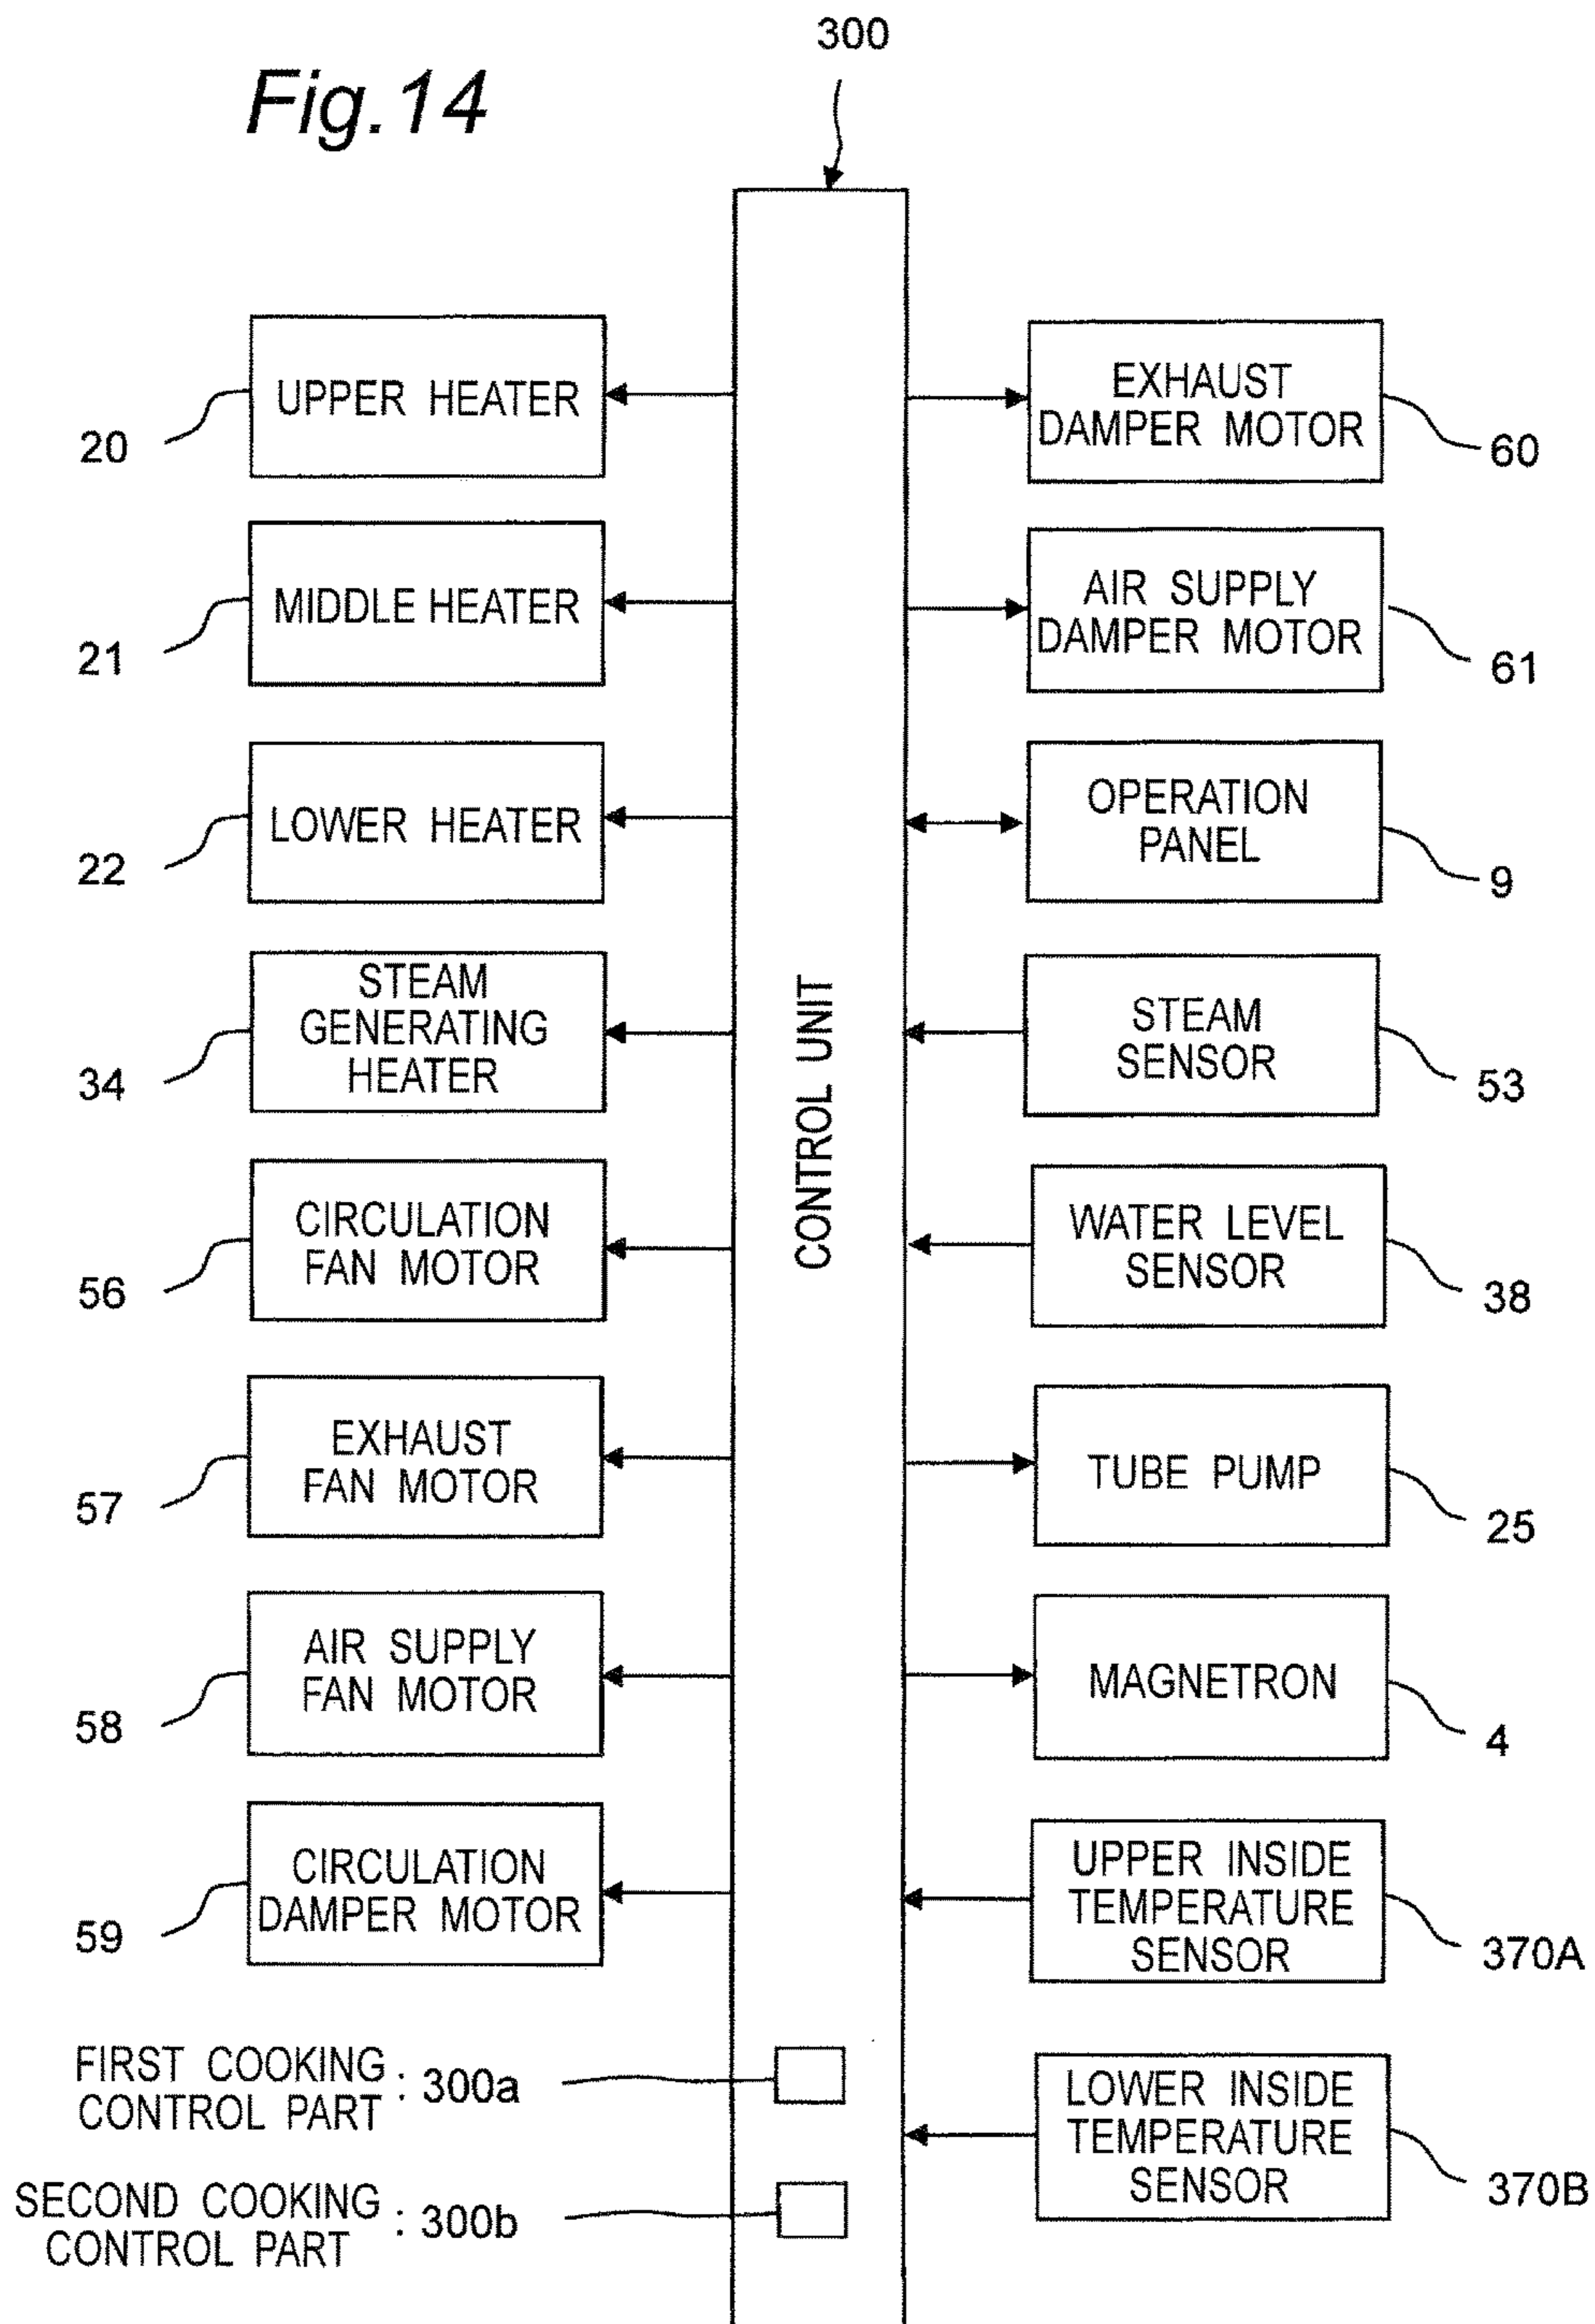 Fig.14
300
UPPER HEATER
20
MIDDLE HEATER
21
LOWER HEATER
22
STEAM
GENERATING
HEATER
34
CIRCULATION
FAN MOTOR
56
EXHAUST
FAN MOTOR
57
AIR SUPPLY
FAN MOTOR
58
CIRCULATION
DAMPER MOTOR
59
FIRST COOKING
CONTROL PART : 300a
SECOND COOKING
CONTROL PART : 300b
CONTROL UNIT
EXHAUST
DAMPER MOTOR
60
AIR SUPPLY
DAMPER MOTOR
61
OPERATION
PANEL
9
STEAM
SENSOR
53
WATER LEVEL
SENSOR
38
TUBE PUMP
25
MAGNETRON
4
UPPER INSIDE
TEMPERATURE
SENSOR
370A
LOWER INSIDE
TEMPERATURE
SENSOR
370B